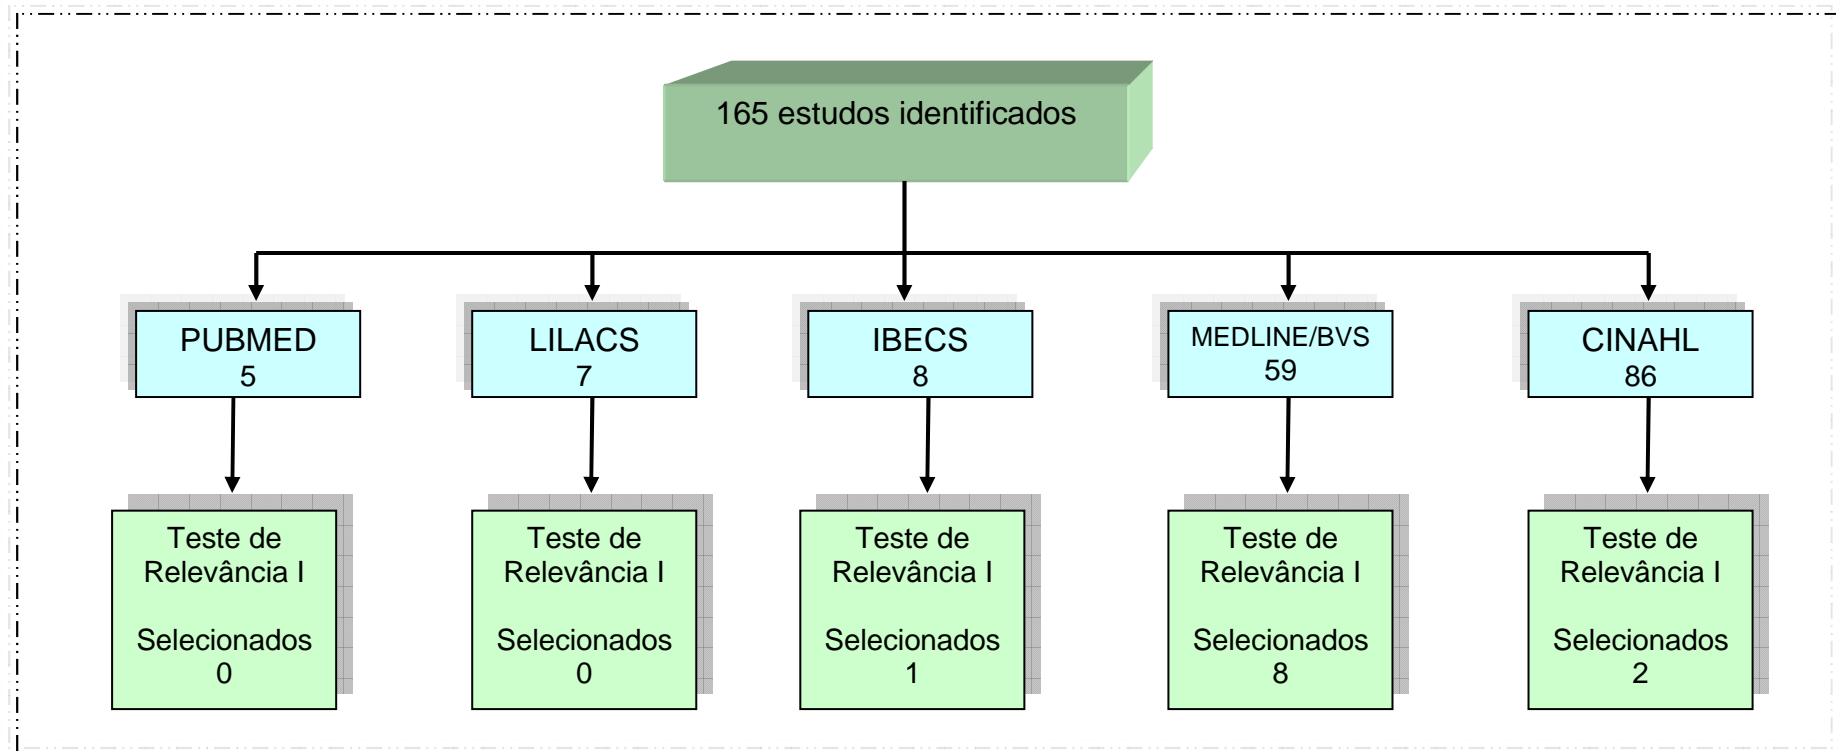 165 estudos identificados
PUBMED
5
LILACS
7
IBECS
8
MEDLINE/BVS
59
CINAHL
86
Teste de
Relevância I
Selecionados
0
Teste de
Relevância I
Selecionados
0
Teste de
Relevância I
Selecionados
1
Teste de
Relevância I
Selecionados
8
Teste de
Relevância I
Selecionados
2